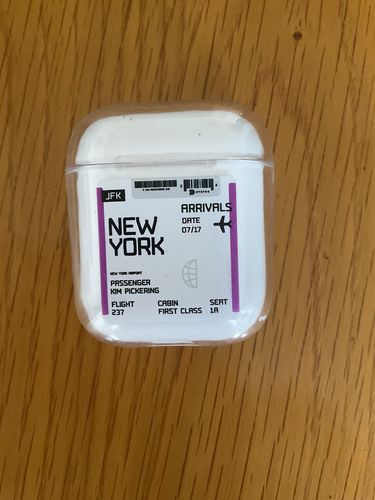 JFK
ARRIVALS
NEW
YORK
DATE
07/17
NEW YORK AIRPORT
PASSENGER
KIM PICKERING
FLIGHT
237
CABIN
FIRST CLASS
SEAT
1A